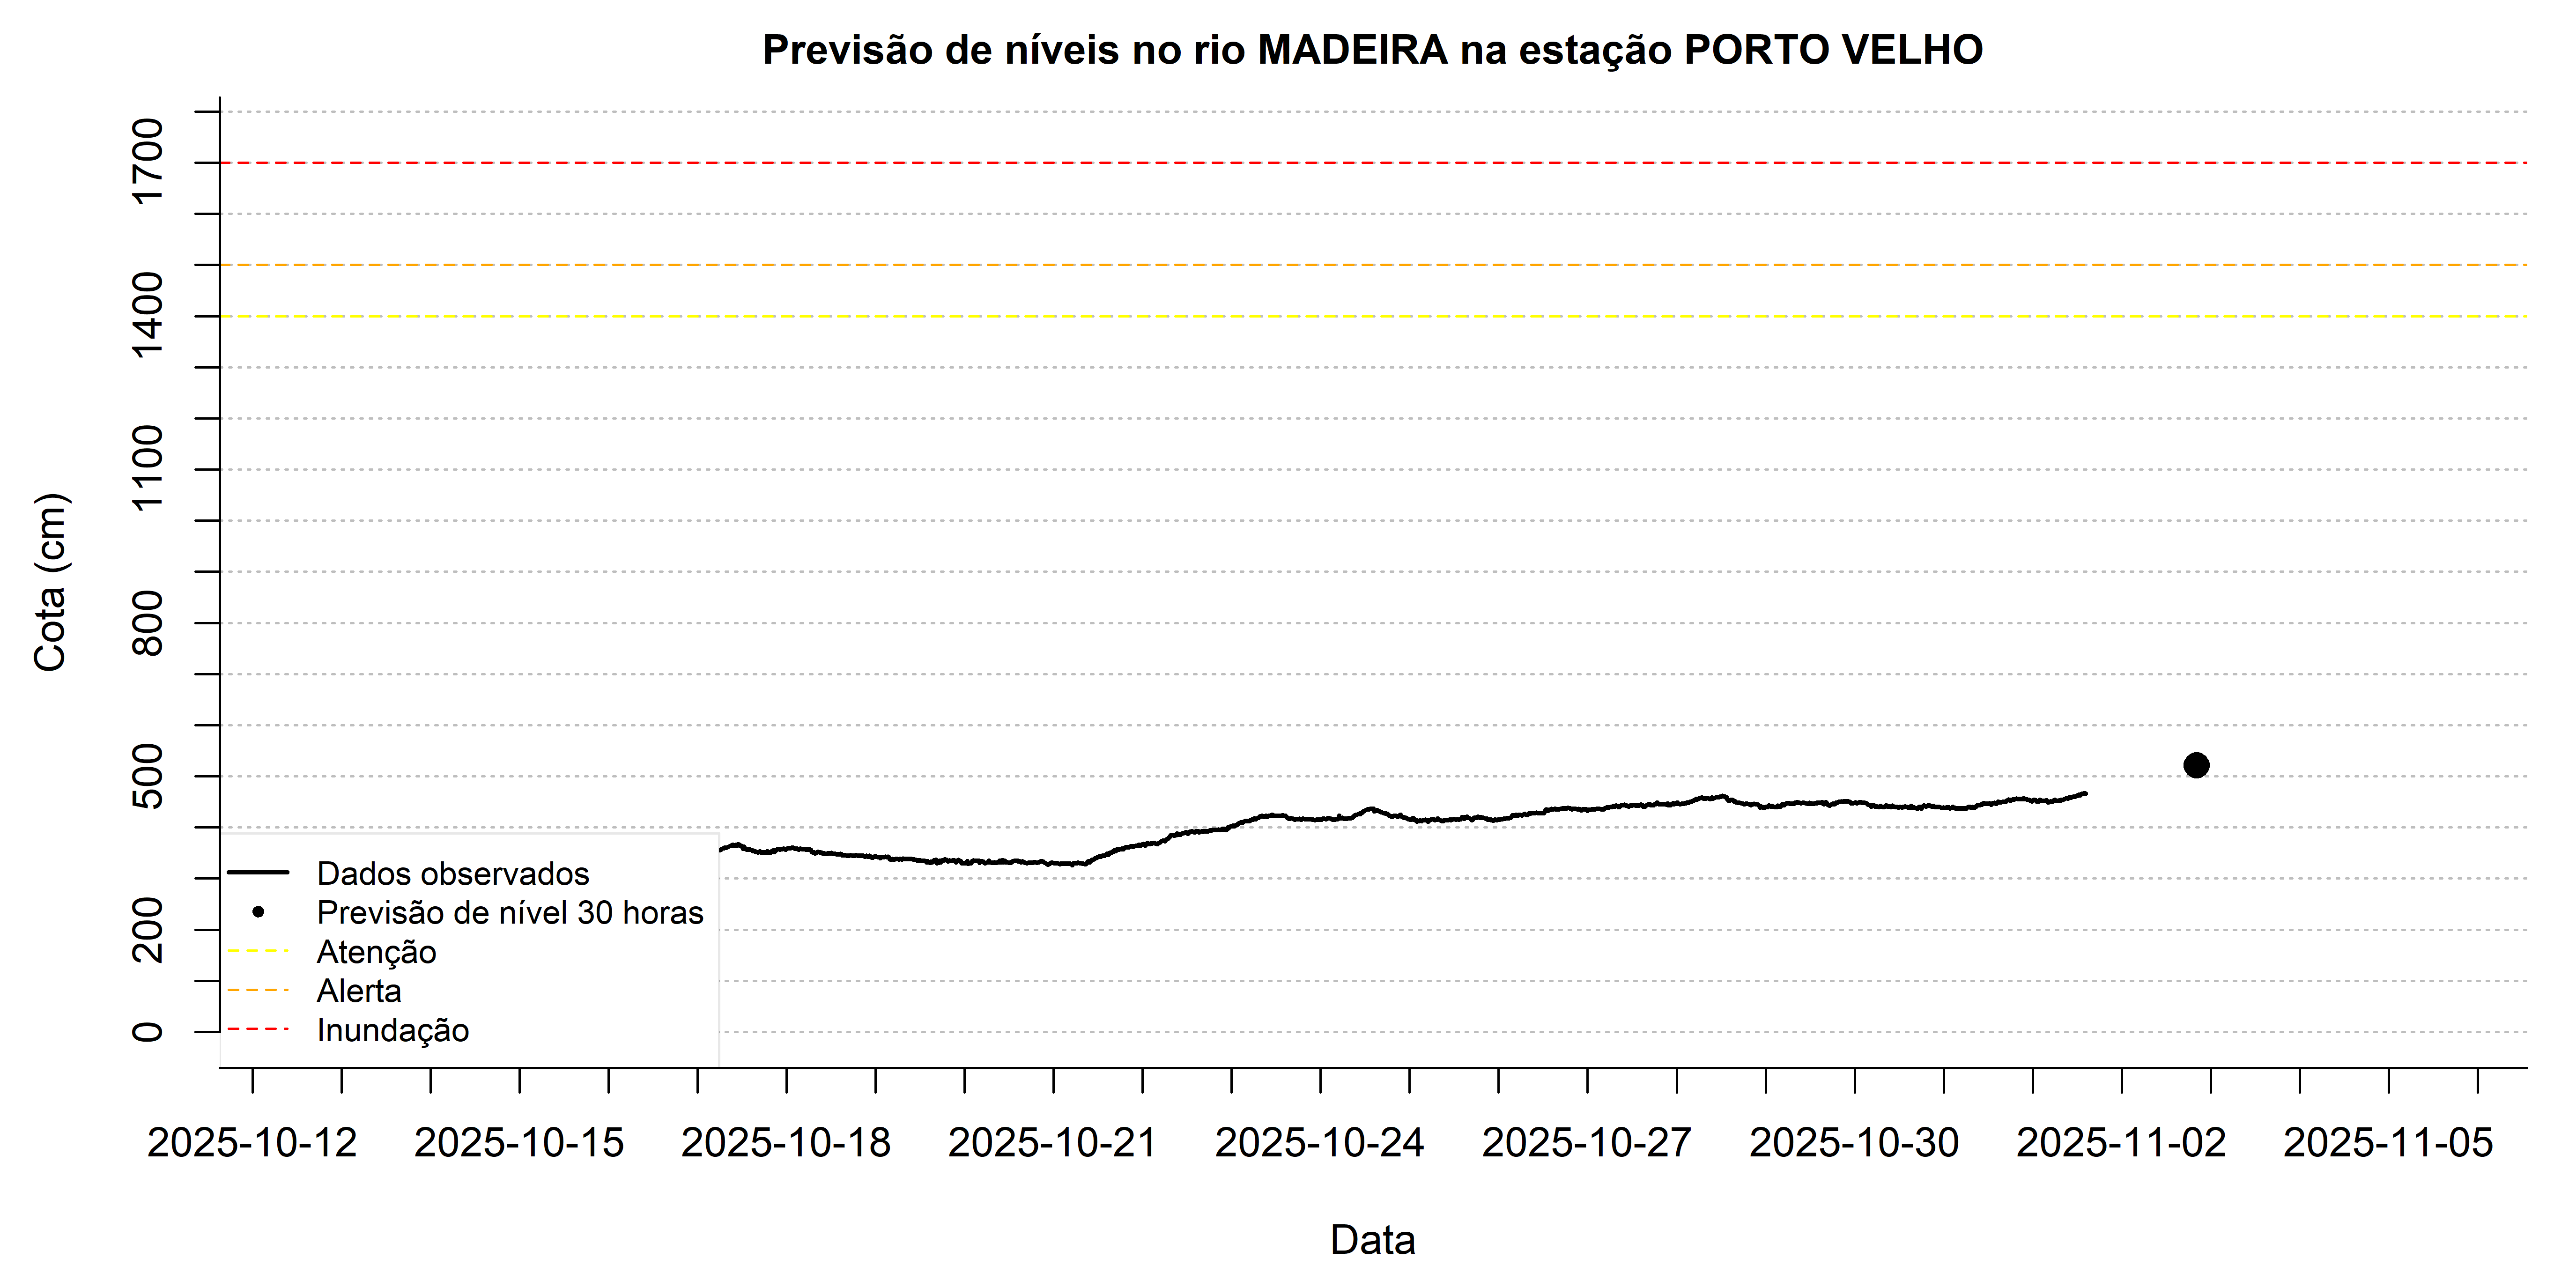 Previsão de níveis no rio MADEIRA na estação PORTO VELHO
Cota (cm)
1700
1400
1100
800
500
200
0
Dados observados
Previsão de nível 30 horas
Atenção
Alerta
Inundação
2025-10-12 2025-10-15 2025-10-18 2025-10-21 2025-10-24 2025-10-27 2025-10-30 2025-11-02 2025-11-05
Data